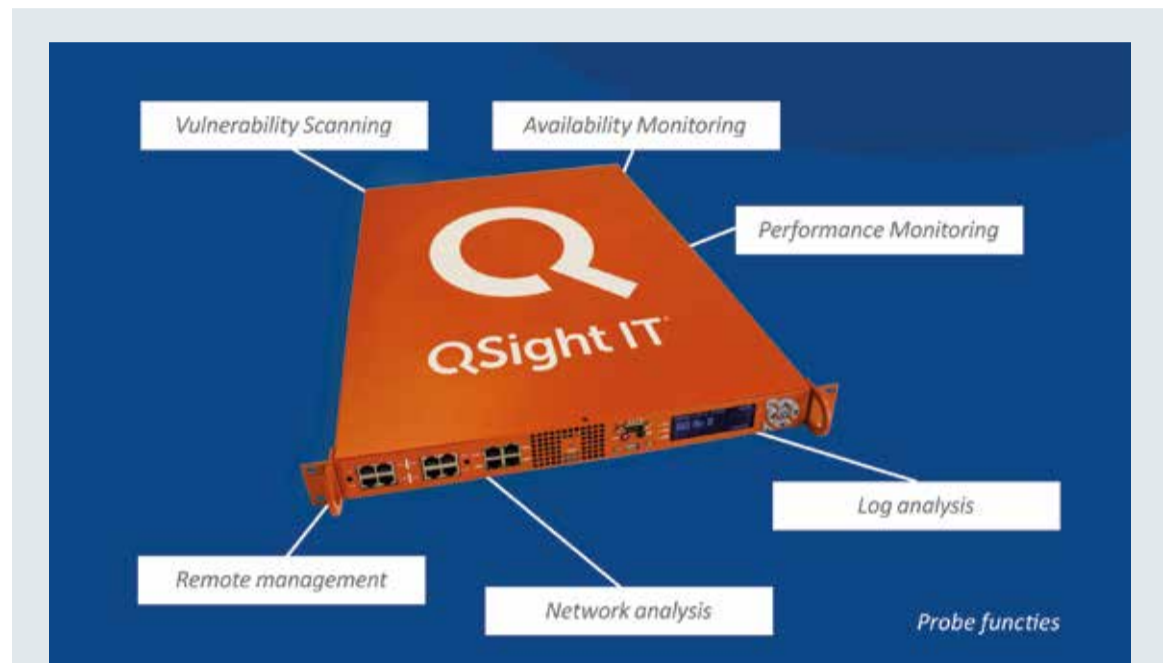 Vulnerability Scanning
Availability Monitoring
Performance Monitoring
QSight IT
Log analysis
Remote management
Network analysis
Probe functies